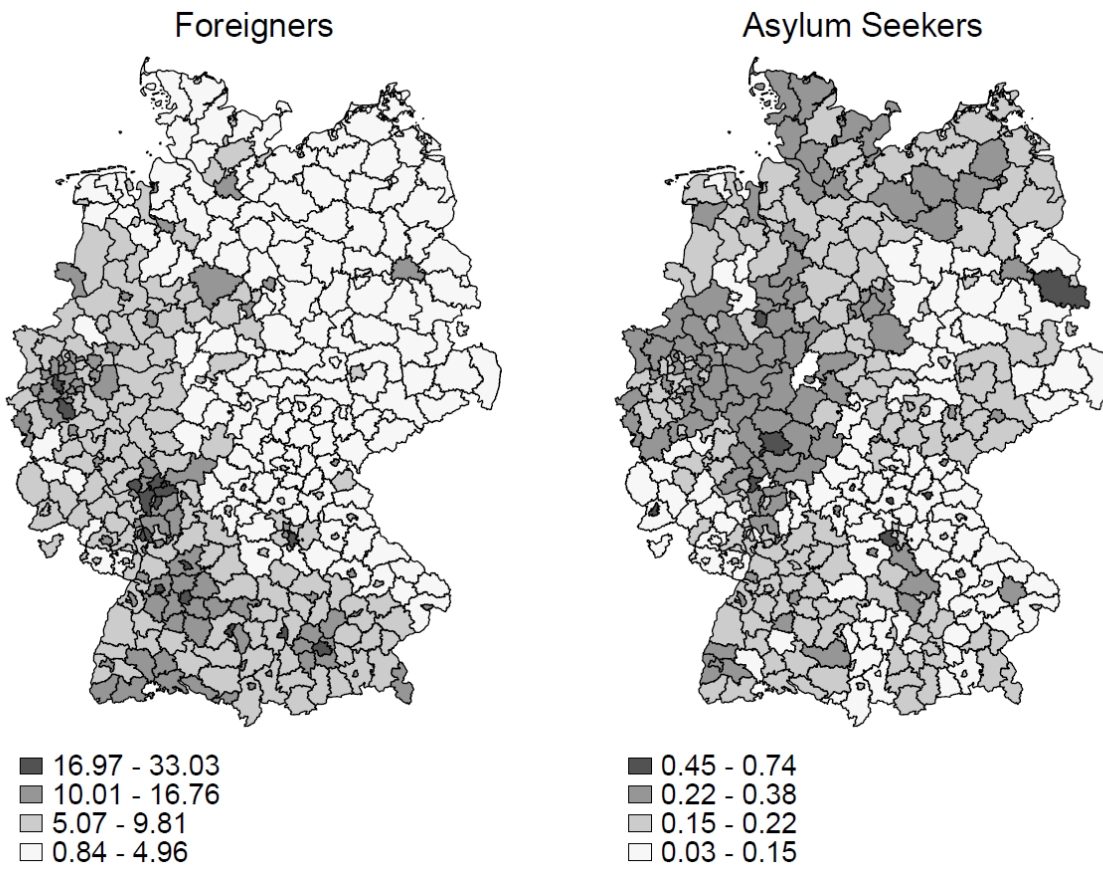 Foreigners
Asylum Seekers
16.97 - 33.03
10.01 - 16.76
5.07 - 9.81
0.84 - 4.96
0.45 - 0.74
0.22 - 0.38
0.15 - 0.22
0.03 - 0.15